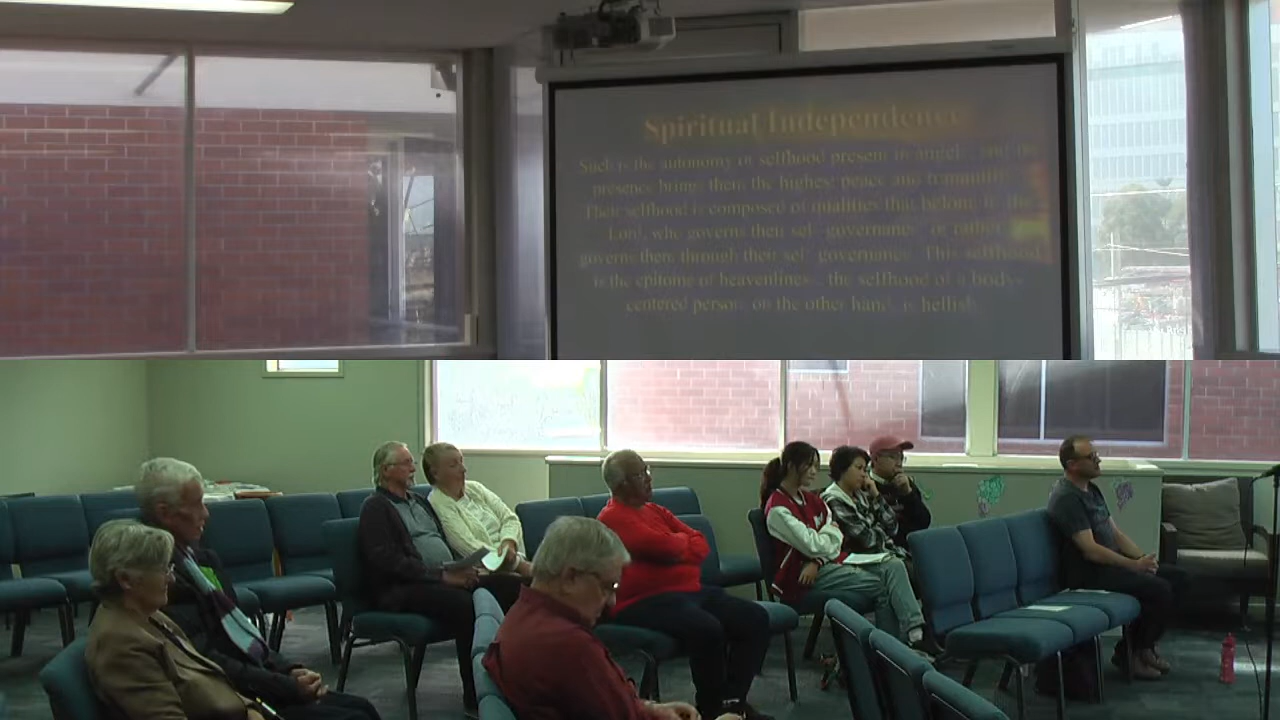 Spiritual Independence
Such is the autonomy of selfhood present in angels, and its
presence brings them the highest peace and tranquility.
Their selfhood is composed of qualities that belong to the
Lord, who governs their self-governance or rather
governs them through their self-governance. This selfhood
is the epitome of heavenliness; the selfhood of a body-
centered person, on the other hand, is hellish.